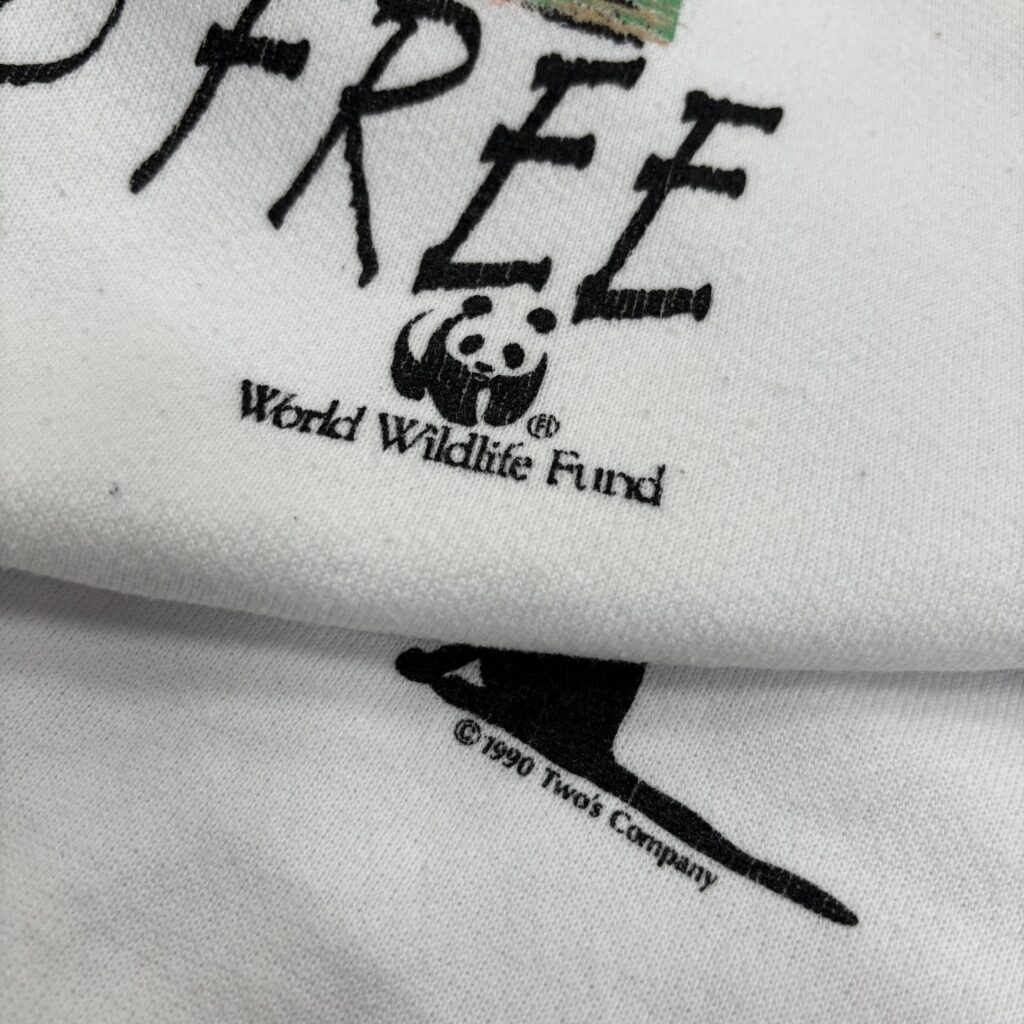 FREE
World Wildlife Fund ®
© 1990 Two's Company